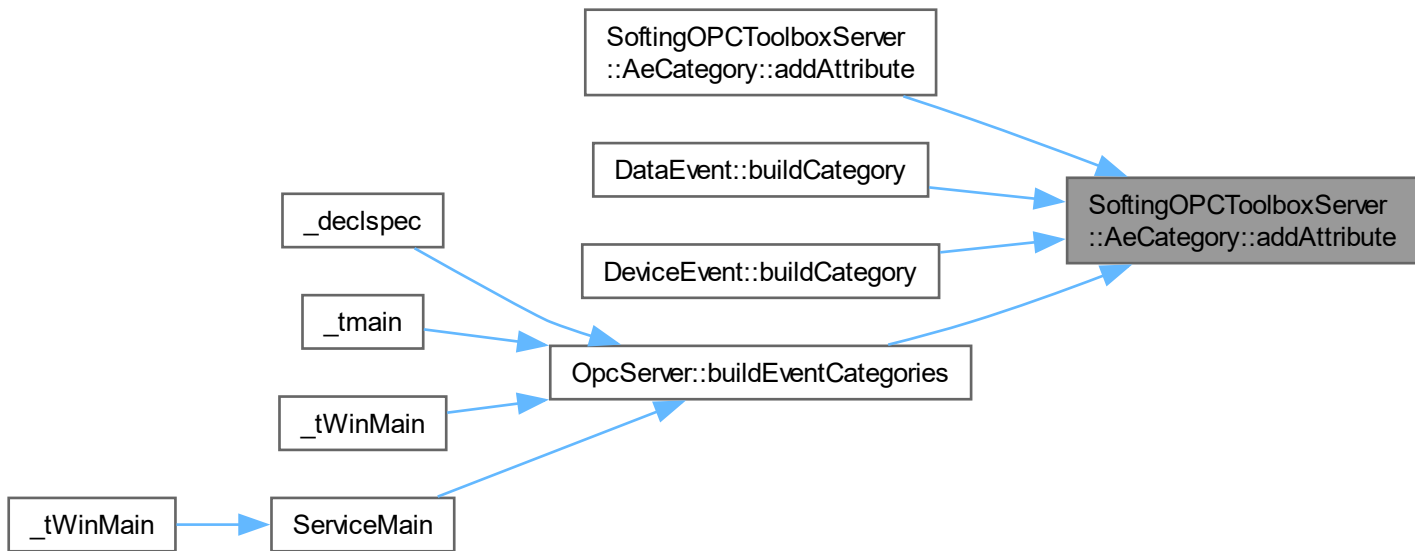 SoftingOPCToolboxServer
::AeCategory::addAttribute
DataEvent::buildCategory
SoftingOPCToolboxServer
::AeCategory::addAttribute
_declspec
DeviceEvent::buildCategory
_tmain
OpcServer::buildEventCategories
_tWinMain
_tWinMain
ServiceMain